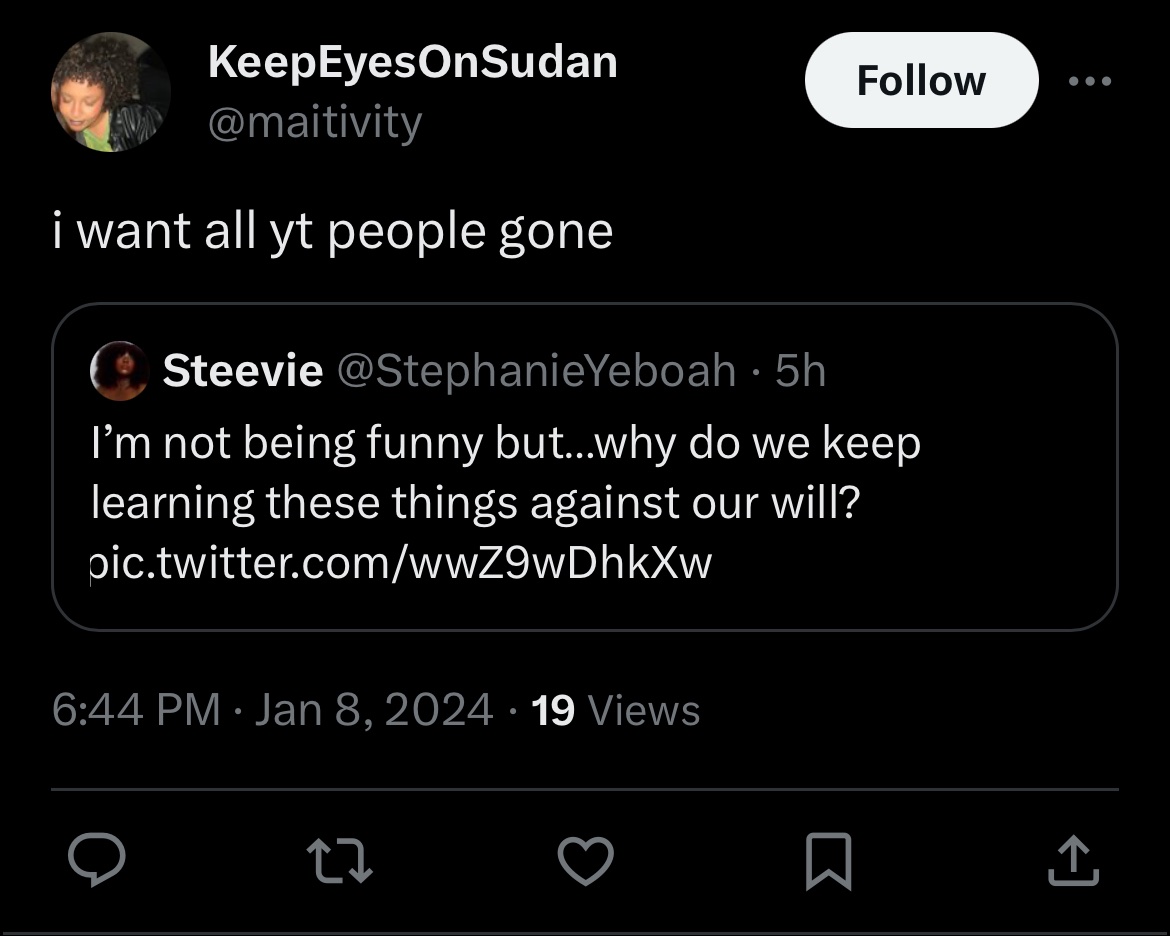 KeepEyesOnSudan
@maitivity
Follow
i want all yt people gone
Steevie @StephanieYeboah · 5h
I’m not being funny but...why do we keep
learning these things against our will?
pic.twitter.com/wwZ9wDhkXw
6:44 PM · Jan 8, 2024 · 19 Views